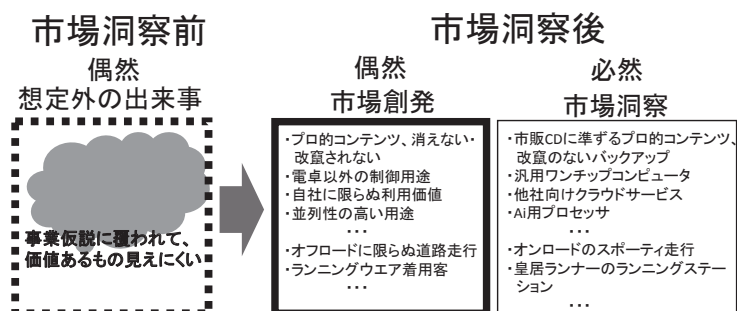 市場洞察前
偶然
想定外の出来事
事業仮説に覆われて、
価値あるもの見えにくい
市場洞察後
偶然
市場創発
・プロ的コンテンツ、消えない・
改竄されない
・電卓以外の制御用途
・自社に限らぬ利用価値
・並列性の高い用途
…
・オフロードに限らぬ道路走行
・ランニングウエア着用客
…
必然
市場洞察
・市販CDに準ずるプロ的コンテンツ、
改竄のないバックアップ
・汎用ワンチップコンピュータ
・他社向けクラウドサービス
・Ai用プロセッサ
…
・オンロードのスポーティ走行
・皇居ランナーのランニングステー
ション
…